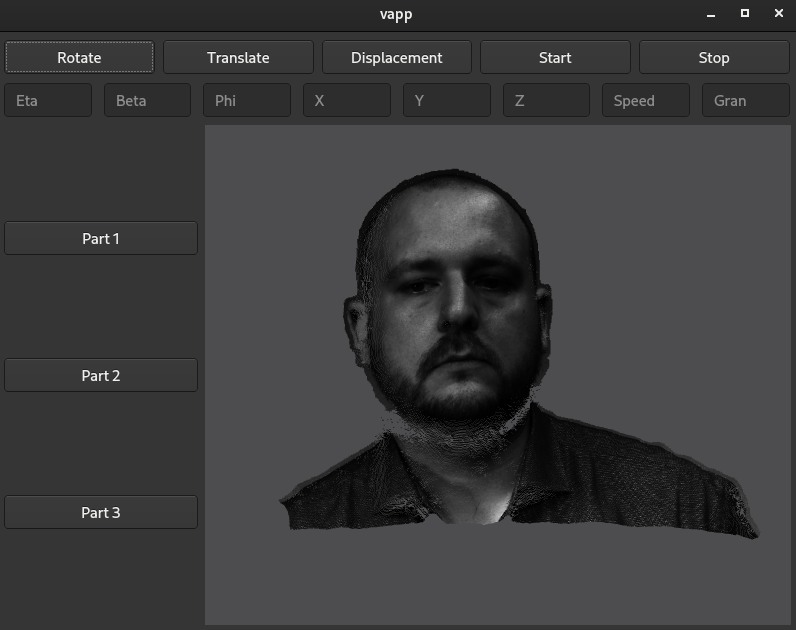 vapp
Rotate Translate Displacement Start Stop
Eta Beta Phi X Y Z Speed Gran
Part 1
Part 2
Part 3